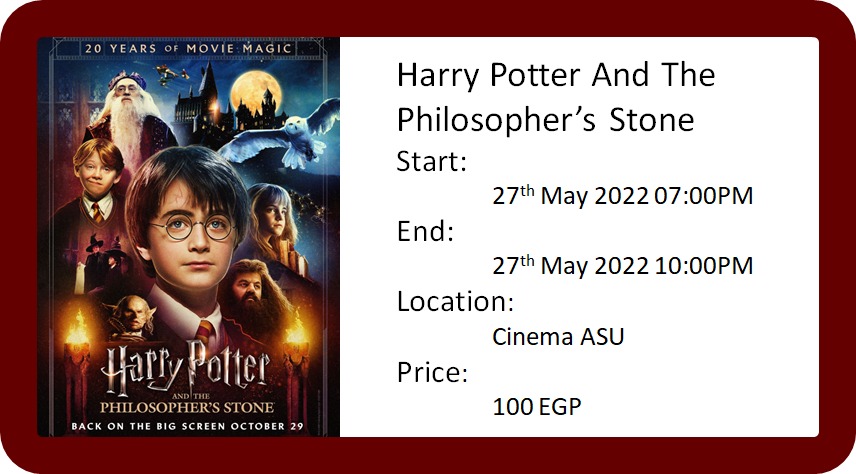 20 YEARS OF MOVIE MAGIC
Harry Potter
AND THE
PHILOSOPHER'S STONE
BACK ON THE BIG SCREEN OCTOBER 29
Harry Potter And The
Philosopher’s Stone
Start:
27th May 2022 07:00PM
End:
27th May 2022 10:00PM
Location:
Cinema ASU
Price:
100 EGP